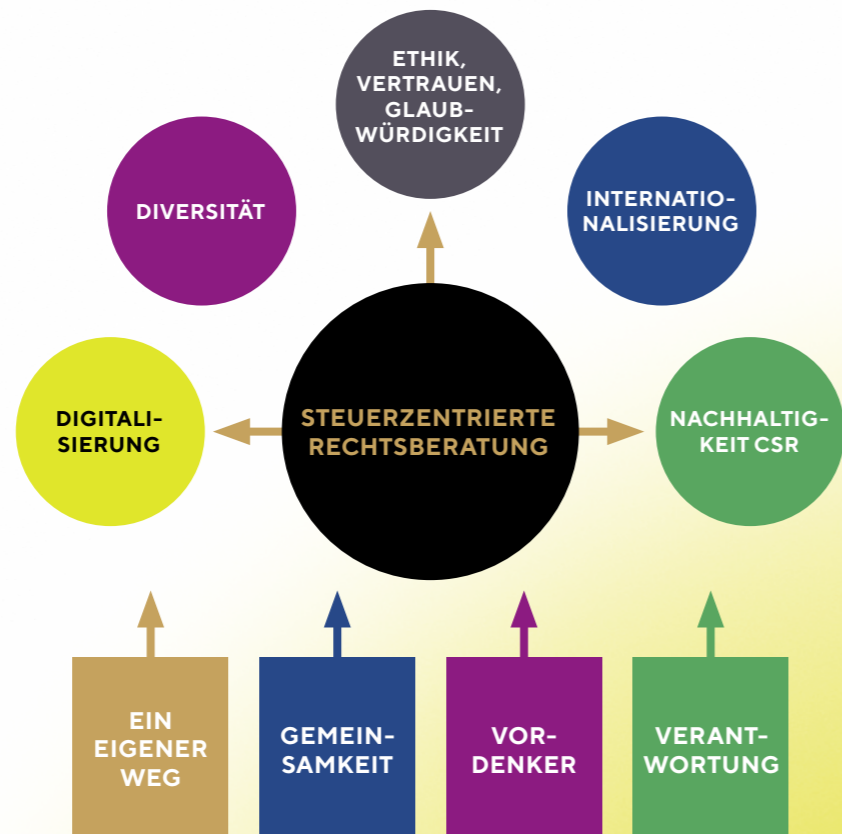 ETHIK,
VERTRAUEN,
GLAUB-
WÜRDIGKEIT
DIVERSITÄT
INTERNATIO-
NALISIERUNG
DIGITALI-
SIERUNG
STEUERZENTRIERTE
RECHTSBERATUNG
NACHHALTIG-
KEIT CSR
EIN
EIGENER
WEG
GEMEIN-
SAMKEIT
VOR-
DENKER
VERANT-
WORTUNG